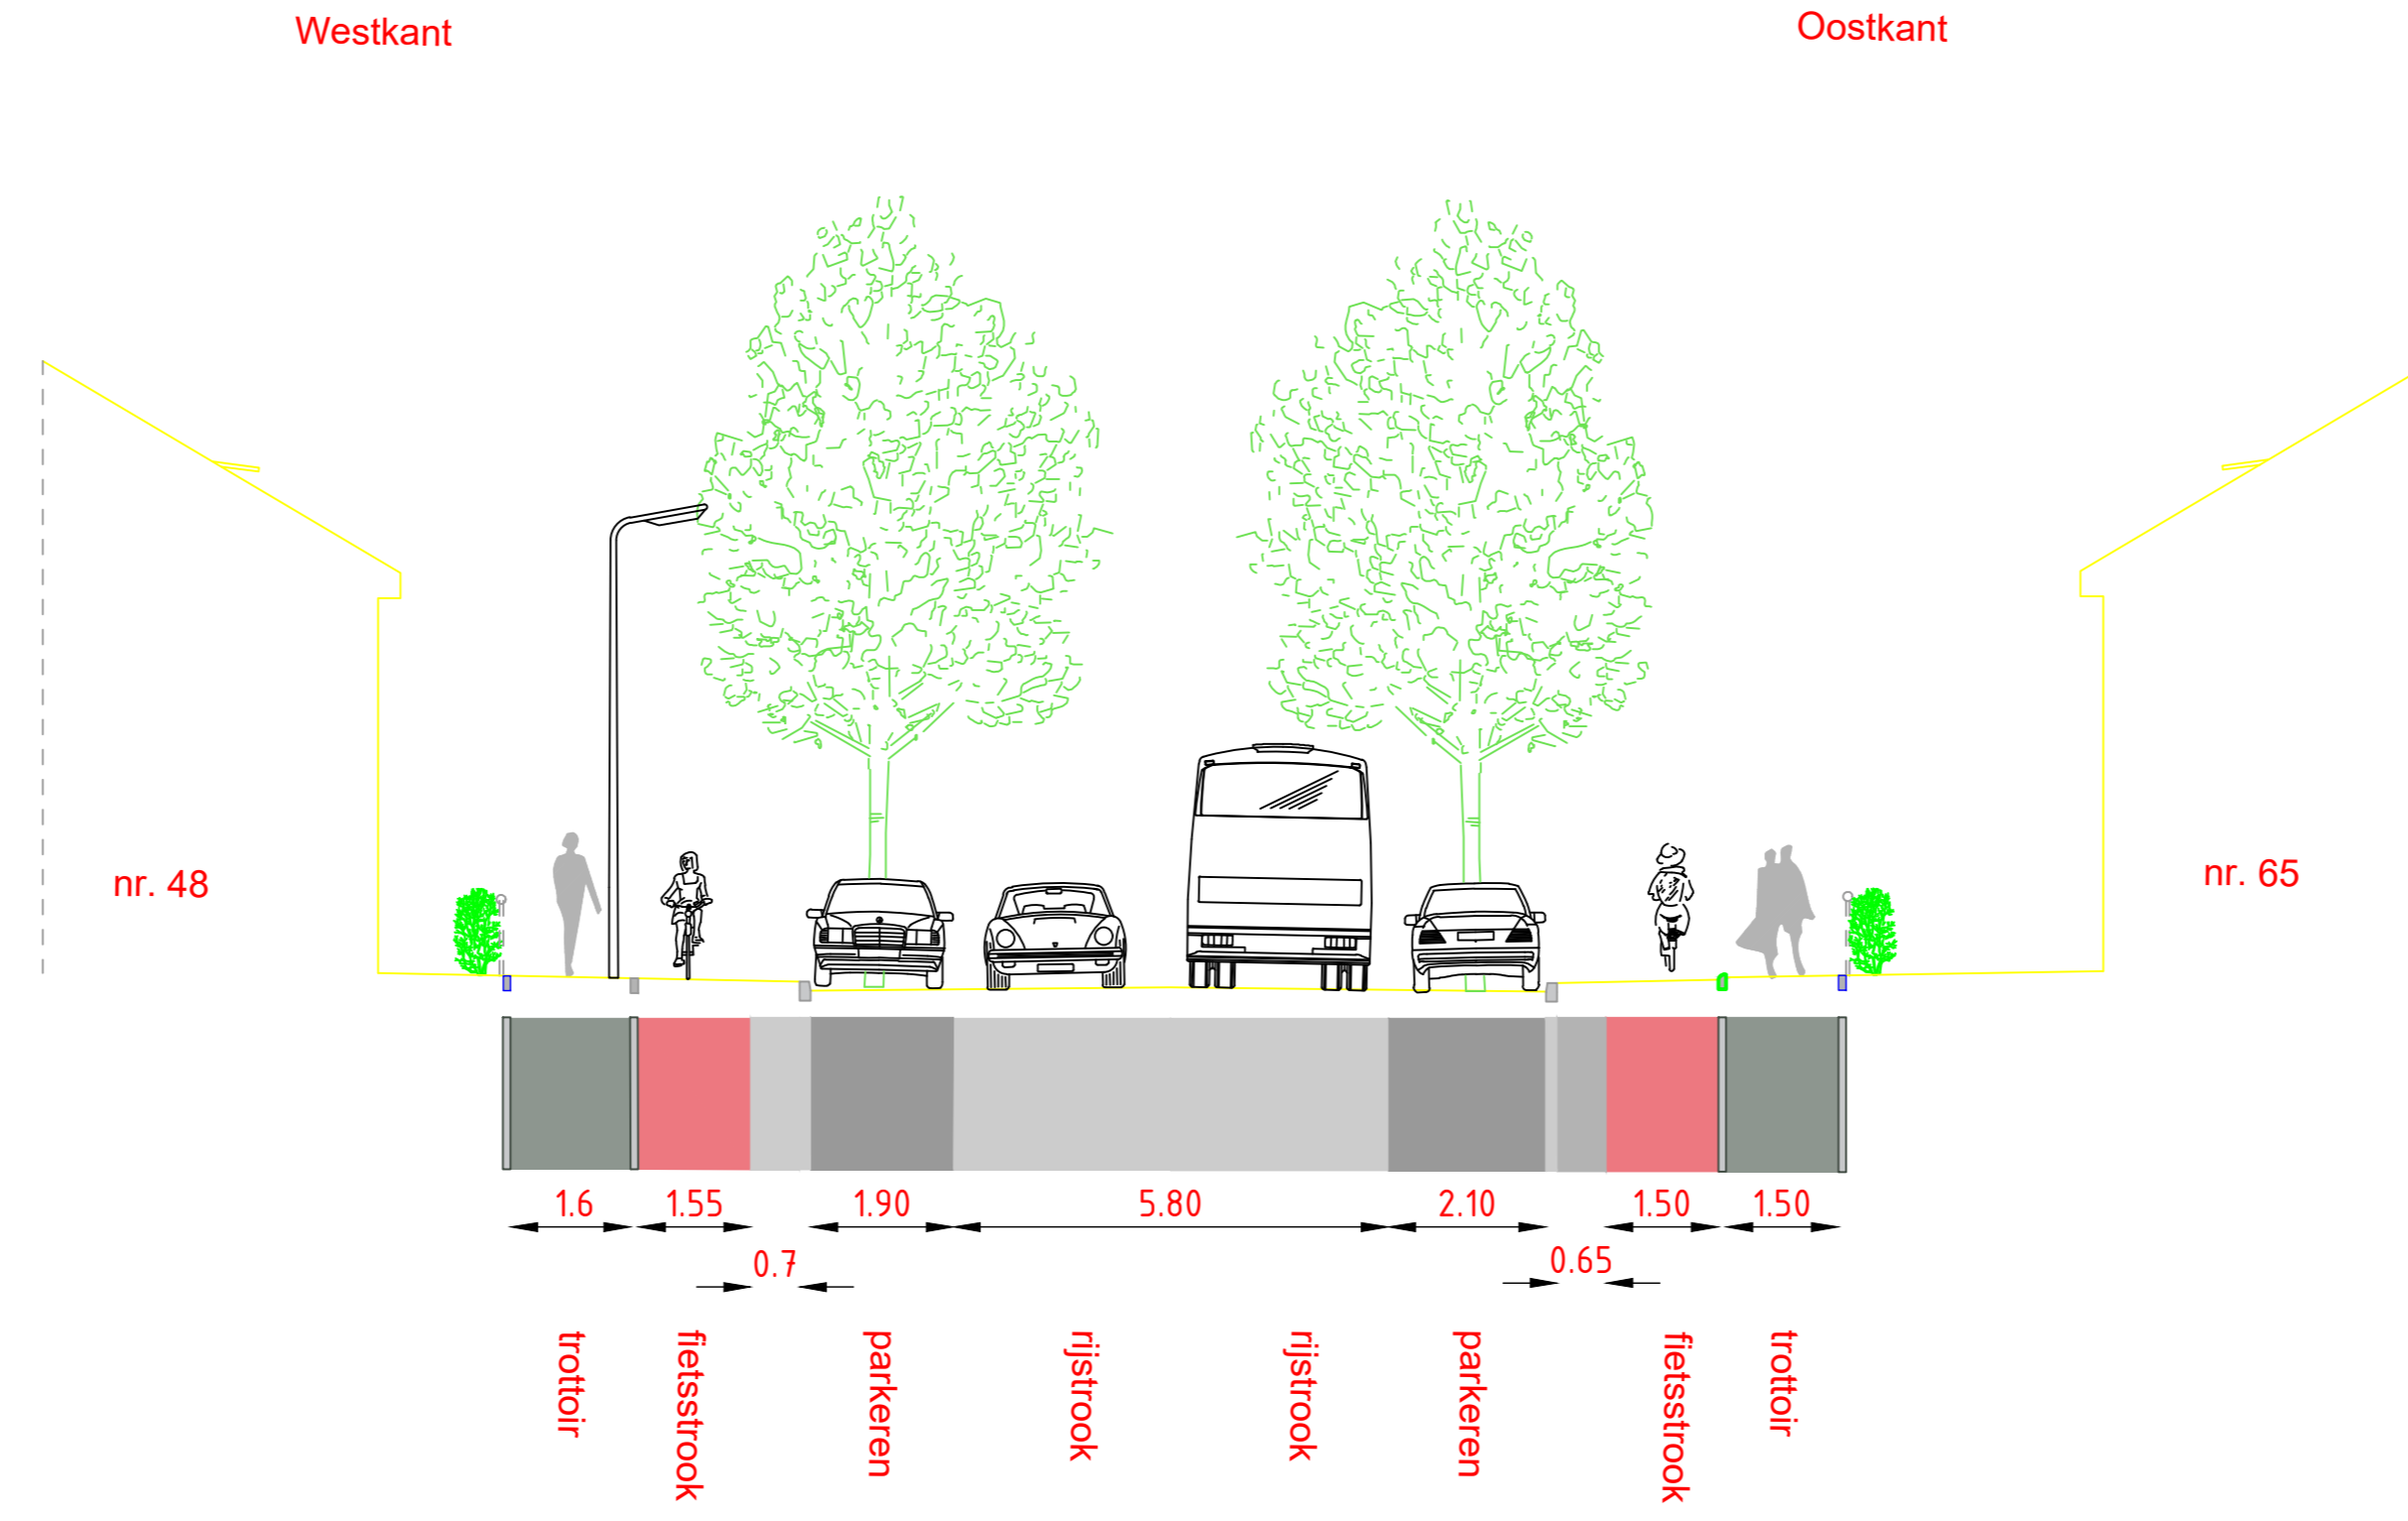 Westkant
Oostkant
nr. 48
nr. 65
1.6
1.55
1.90
5.80
2.10
1.50
1.50
0.7
0.65
trottoir
fietsstrook
parkeren
rijstrook
rijstrook
parkeren
fietsstrook
trottoir